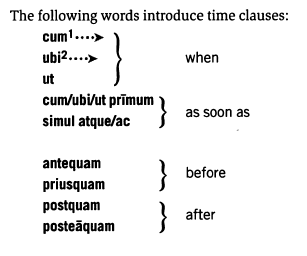 The following words introduce time clauses:
cum¹····➤
ubi²····➤ } when
ut
cum/ubi/ut prīmum
simul atque/ac } as soon as
antequam
priusquam } before
postquam
posteāquam } after